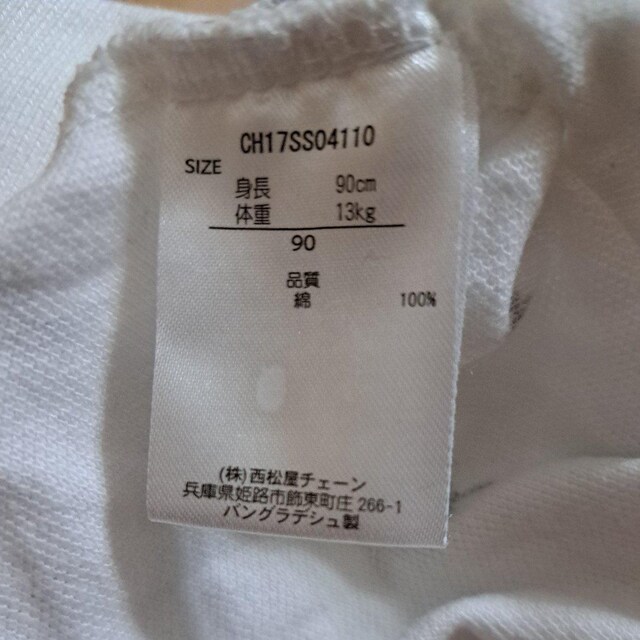 CH17SS04110
SIZE
身長 90cm
体重 13kg
90
品質
綿 100%
(株)西松屋チェーン
兵庫県姫路市飾東町庄 266-1
バングラデシュ製